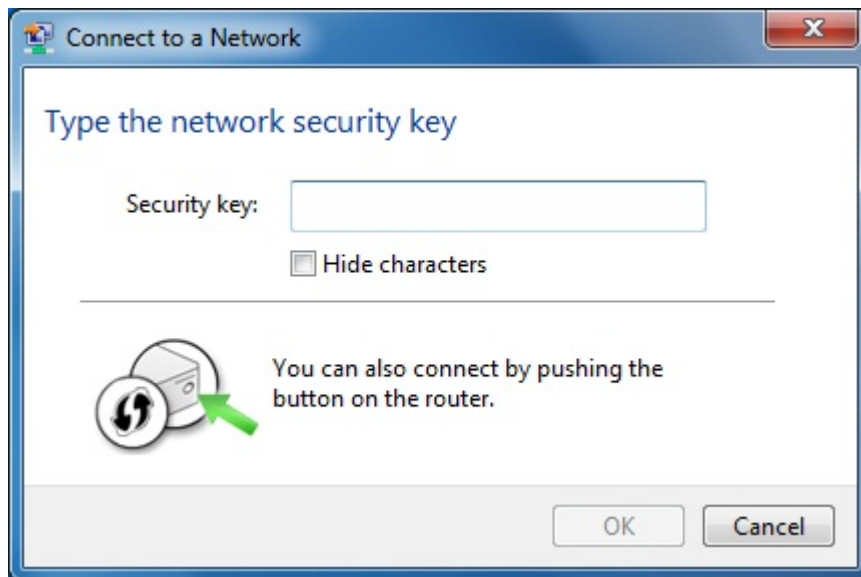 Connect to a Network
Type the network security key
Security key:
Hide characters
You can also connect by pushing the
button on the router.
OK
Cancel